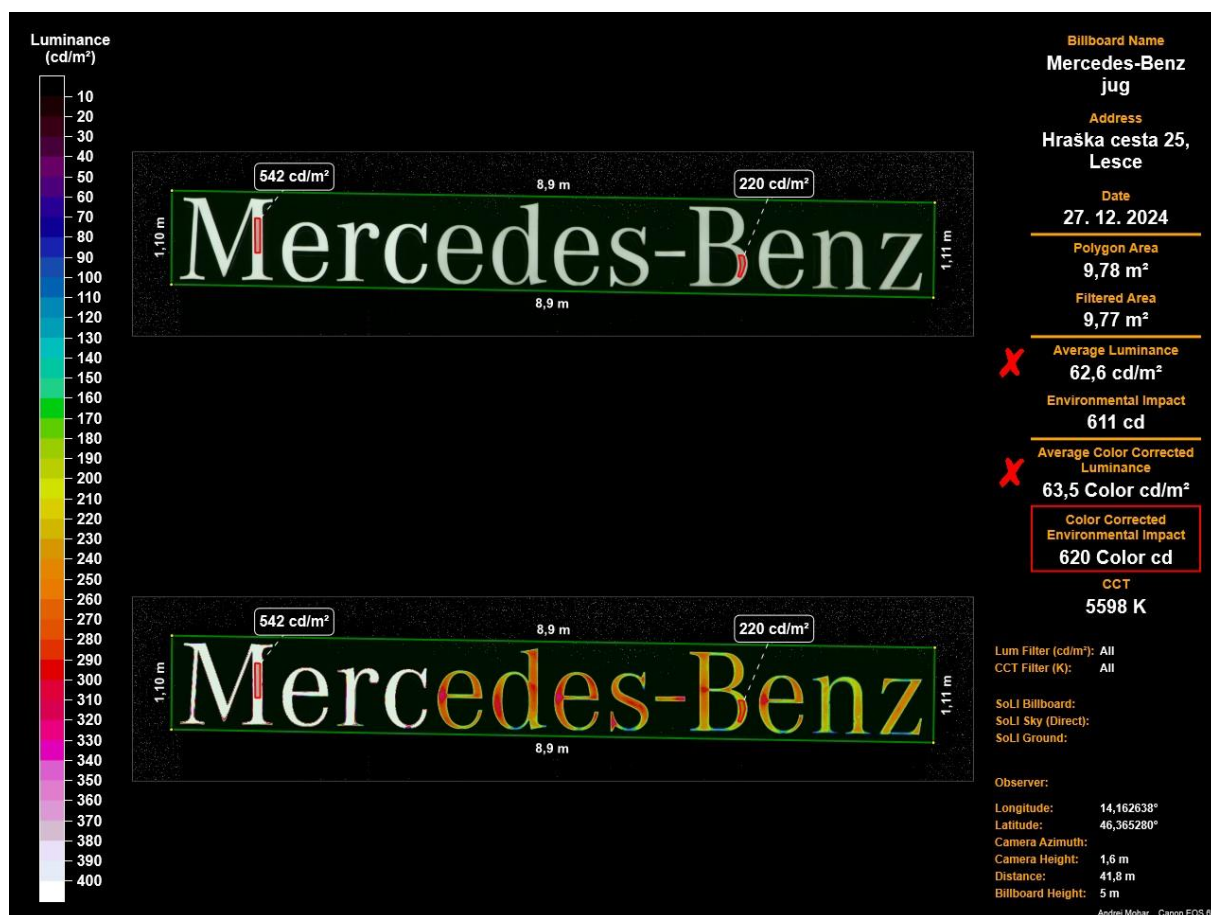 Luminance
(cd/m²)
10
20
30
40
50
60
70
80
90
100
110
120
130
140
150
160
170
180
190
200
210
220
230
240
250
260
270
280
290
300
310
320
330
340
350
360
370
380
390
400
542 cd/m²
8,9 m
220 cd/m²
1,10 m
Mercedes-Benz
1,11 m
8,9 m
542 cd/m²
8,9 m
220 cd/m²
1,10 m
Mercedes-Benz
1,11 m
8,9 m
Billboard Name
Mercedes-Benz
jug
Address
Hraška cesta 25,
Lesce
Date
27. 12. 2024
Polygon Area
9,78 m²
Filtered Area
9,77 m²
Average Luminance
62,6 cd/m²
Environmental Impact
611 cd
Average Color Corrected
Luminance
63,5 Color cd/m²
Color Corrected
Environmental Impact
620 Color cd
CCT
5598 K
Lum Filter (cd/m²): All
CCT Filter (K): All
SoLI Billboard:
SoLI Sky (Direct):
SoLI Ground:
Observer:
Longitude: 14,162638°
Latitude: 46,365280°
Camera Azimuth:
Camera Height: 1,6 m
Distance: 41,8 m
Billboard Height: 5 m
Andrej Mohar Canon EOS 6